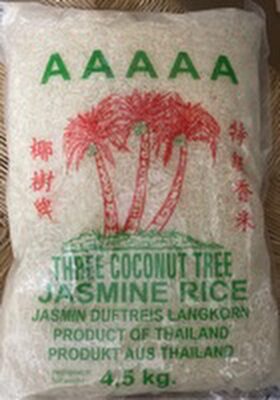 AAAAA
椰樹嘜
特級香米
THREE COCONUT TREE
JASMINE RICE
JASMIN DUFTREIS LANGKORN
PRODUCT OF THAILAND
PRODUKT AUS THAILAND
4,5 kg.